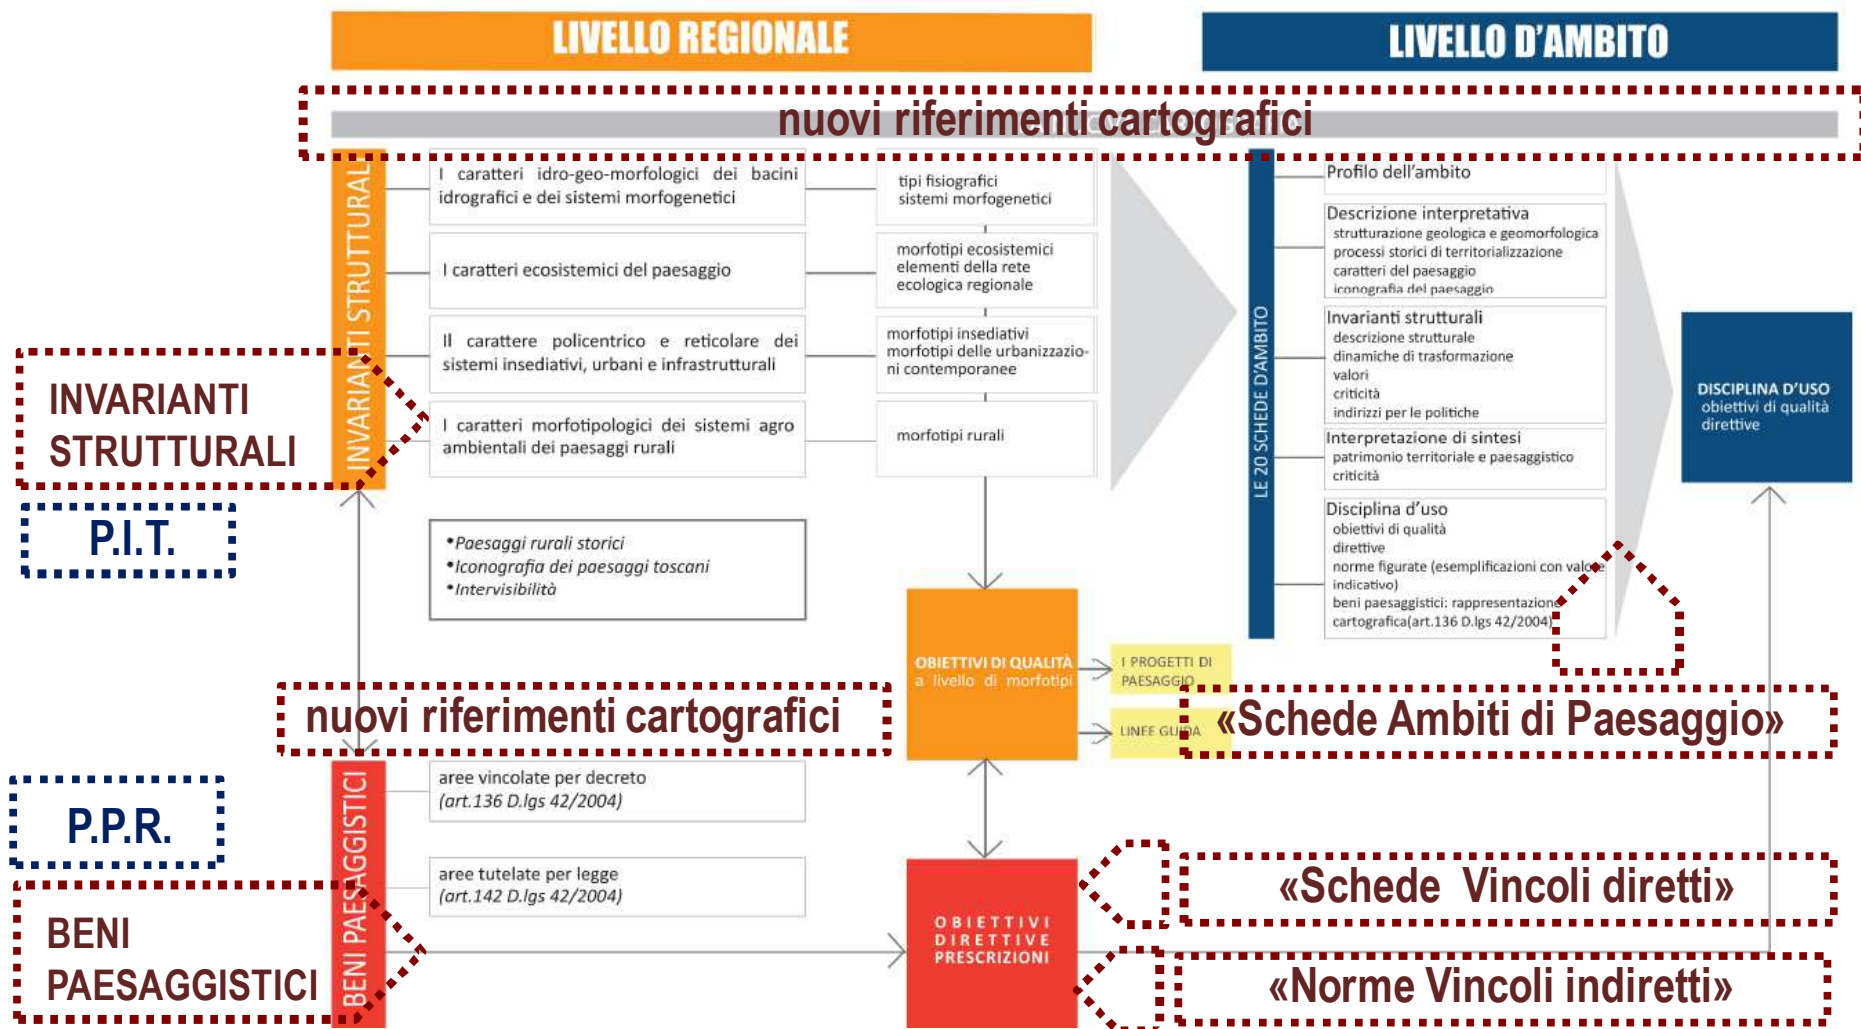 LIVELLO REGIONALE
LIVELLO D'AMBITO
nuovi riferimenti cartografici
INVARIANTI STRUTTURALI
I caratteri idro-geo-morfologici dei bacini
idrografici e dei sistemi morfogenetici
tipi fisiografici
sistemi morfogenetici
I caratteri ecosistemici del paesaggio
morfotipi ecosistemici
elementi della rete
ecologica regionale
Il carattere policentrico e reticolare dei
sistemi insediativi, urbani e infrastrutturali
morfotipi insediativi
morfotipi delle urbanizzazio-
ni contemporanee
I caratteri morfotipologici dei sistemi agro
ambientali dei paesaggi rurali
morfotipi rurali
INVARIANTI
STRUTTURALI
P.I.T.
*Paesaggi rurali storici
*Iconografia dei paesaggi toscani
*Intervisibilità
LE 20 SCHEDE D'AMBITO
Profilo dell'ambito
Descrizione interpretativa
strutturazione geologica e geomorfologica
processi storici di territorializzazione
caratteri del paesaggio
iconografia del paesaggio
Invarianti strutturali
descrizione strutturale
dinamiche di trasformazione
valori
criticità
indirizzi per le politiche
Interpretazione di sintesi
patrimonio territoriale e paesaggistico
criticità
Disciplina d'uso
obiettivi di qualità
direttive
norme figurate (esemplificazioni con valore
indicativo)
beni paesaggistici: rappresentazione
cartografica(art.136 D.lgs 42/2004)
DISCIPLINA D'USO
obiettivi di qualità
direttive
OBIETTIVI DI QUALITÀ
a livello di morfotipi
I PROGETTI DI
PAESAGGIO
LINEE GUIDA
nuovi riferimenti cartografici
«Schede Ambiti di Paesaggio»
P.P.R.
BENI PAESAGGISTICI
aree vincolate per decreto
(art.136 D.lgs 42/2004)
aree tutelate per legge
(art.142 D.lgs 42/2004)
BENI
PAESAGGISTICI
OBIETTIVI
DIRETTIVE
PRESCRIZIONI
«Schede Vincoli diretti»
«Norme Vincoli indiretti»